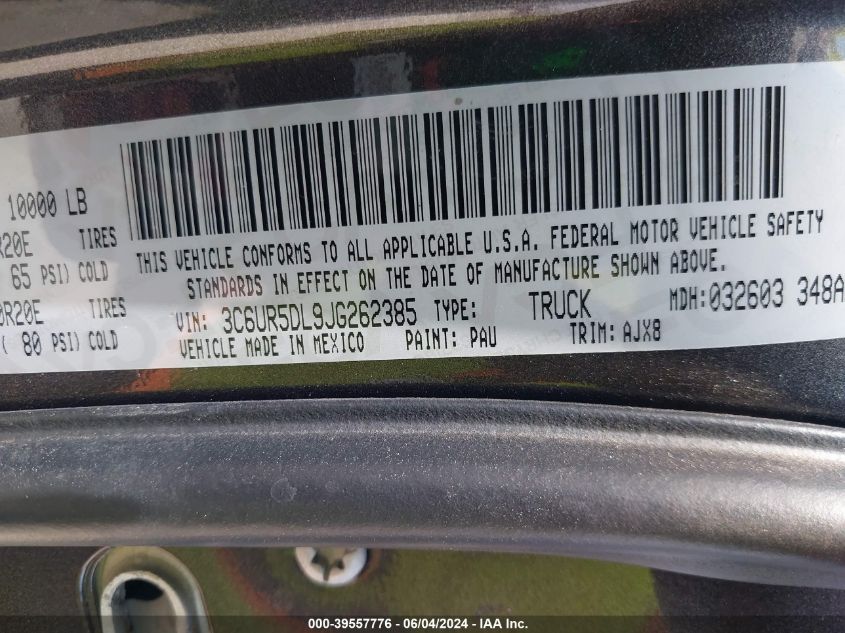 10000 LB
R20E TIRES
65 PSI) COLD
0R20E TIRES
( 80 PSI) COLD
THIS VEHICLE CONFORMS TO ALL APPLICABLE U.S.A. FEDERAL MOTOR VEHICLE SAFETY
STANDARDS IN EFFECT ON THE DATE OF MANUFACTURE SHOWN ABOVE.
VIN: 3C6UR5DL9JG262385 TYPE: TRUCK MDH: 032603 348A
VEHICLE MADE IN MEXICO PAINT: PAU TRIM: AJX8
000-39557776 - 06/04/2024 - IAAI Inc.